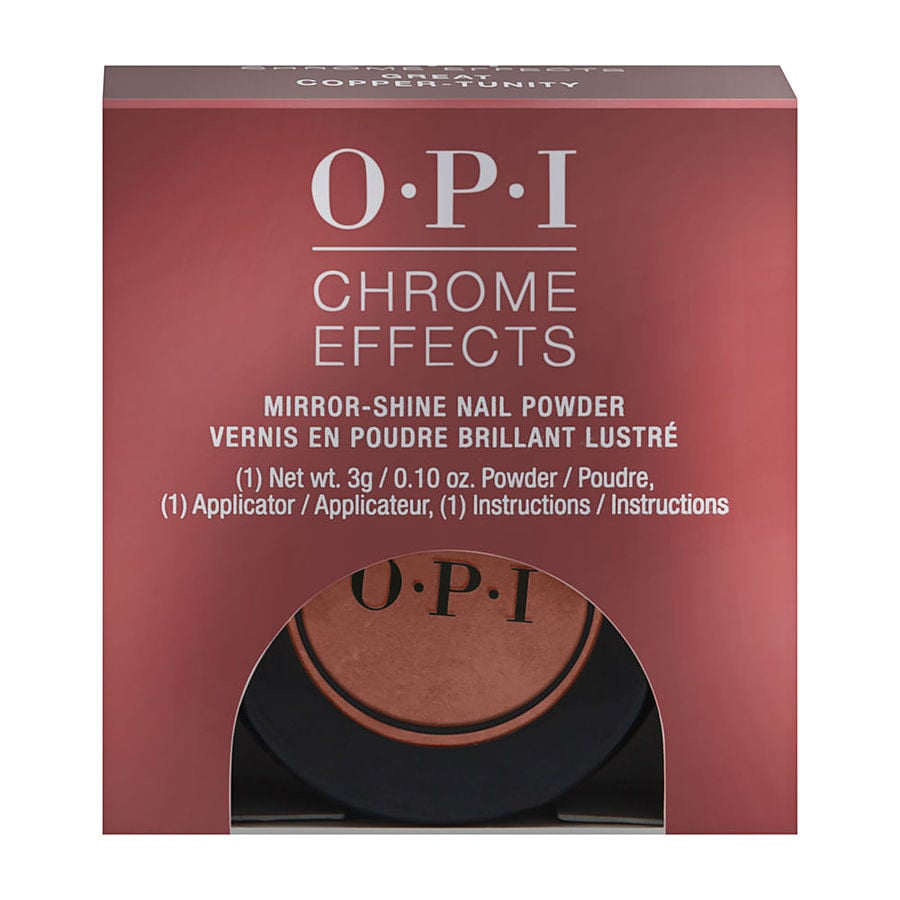 CHROME EFFECTS
GREAT
COPPER-TUNITY
O·P·I
CHROME
EFFECTS
MIRROR-SHINE NAIL POWDER
VERNIS EN POUDRE BRILLANT LUSTRÉ
(1) Net wt. 3g / 0.10 oz. Powder / Poudre,
(1) Applicator / Applicateur, (1) Instructions / Instructions
O·P·I